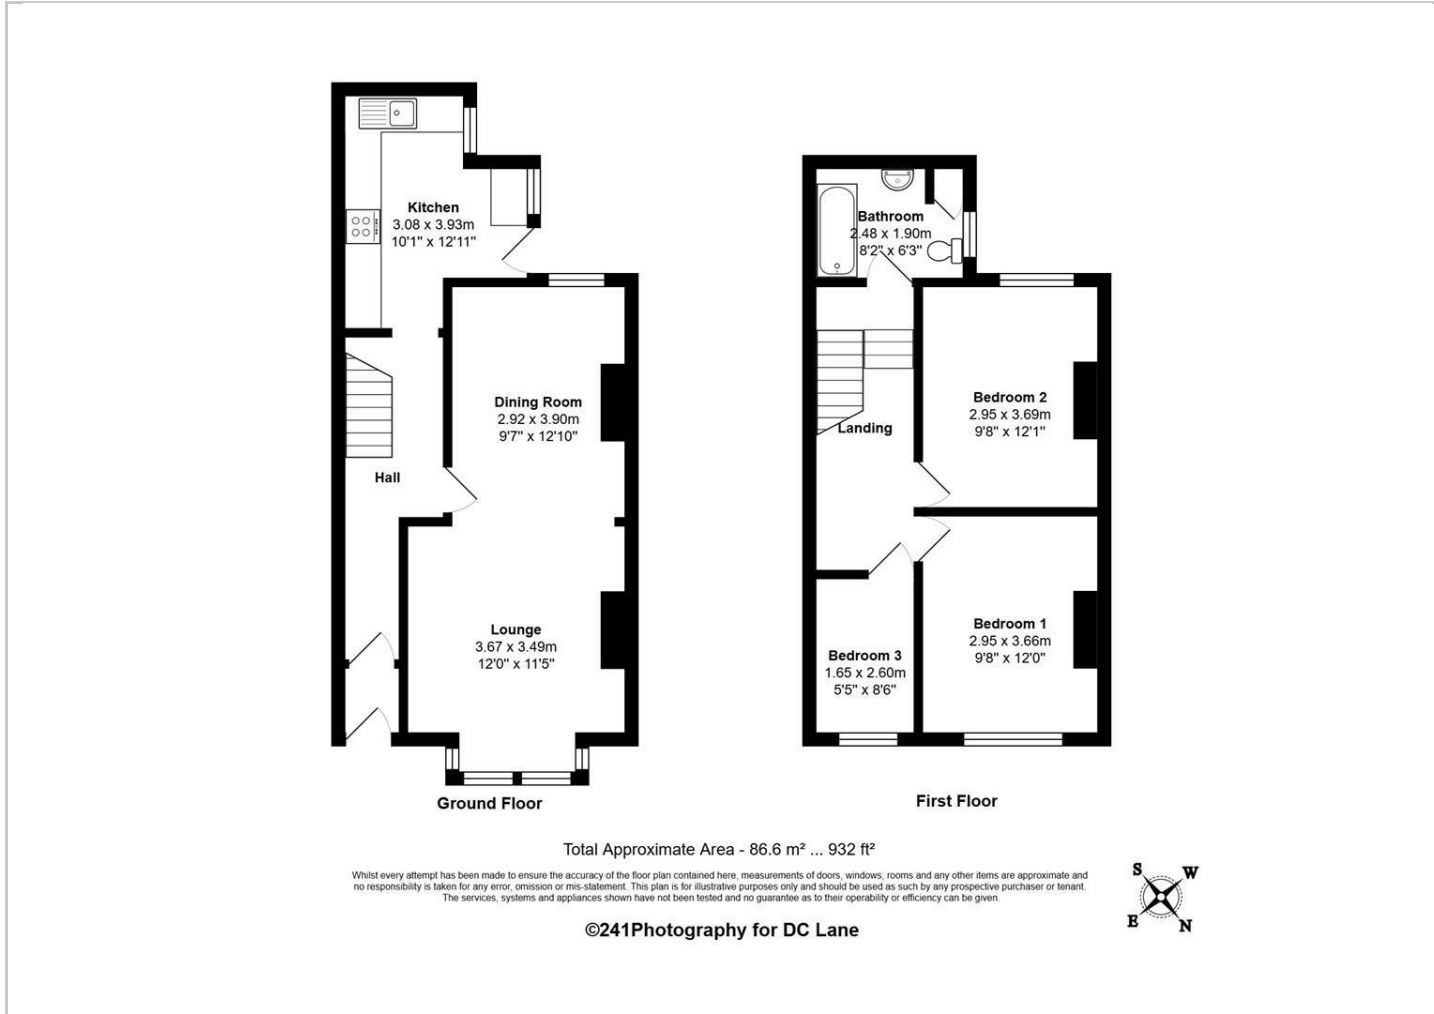 Kitchen
3.08 x 3.93m
10'1" x 12'11"
Dining Room
2.92 x 3.90m
9'7" x 12'10"
Hall
Lounge
3.67 x 3.49m
12'0" x 11'5"
Ground Floor
Bathroom
2.48 x 1.90m
8'2" x 6'3"
Bedroom 2
2.95 x 3.69m
9'8" x 12'1"
Landing
Bedroom 1
2.95 x 3.66m
9'8" x 12'0"
Bedroom 3
1.65 x 2.60m
5'5" x 8'6"
First Floor
Total Approximate Area - 86.6 m² ... 932 ft²
Whilst every attempt has been made to ensure the accuracy of the floor plan contained here, measurements of doors, windows, rooms and any other items are approximate and
no responsibility is taken for any error, omission or mis-statement. This plan is for illustrative purposes only and should be used as such by any prospective purchaser or tenant.
The services, systems and appliances shown have not been tested and no guarantee as to their operability or efficiency can be given.
©241Photography for DC Lane
S
W
E
N